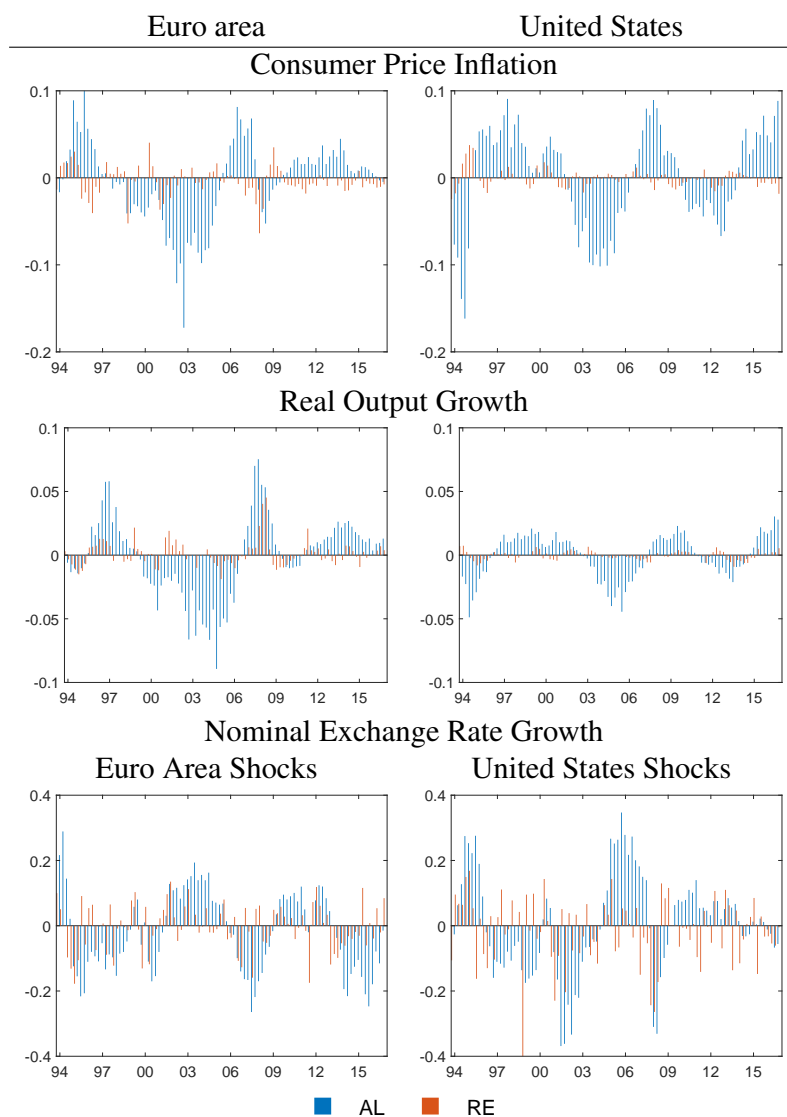 Euro area United States
Consumer Price Inflation
0.1 0.1
0 0
-0.1 -0.1
-0.2 -0.2
94 97 00 03 06 09 12 15 94 97 00 03 06 09 12 15
Real Output Growth
0.1 0.1
0.05 0.05
0 0
-0.05 -0.05
-0.1 -0.1
94 97 00 03 06 09 12 15 94 97 00 03 06 09 12 15
Nominal Exchange Rate Growth
Euro Area Shocks United States Shocks
0.4 0.4
0.2 0.2
0 0
-0.2 -0.2
-0.4 -0.4
94 97 00 03 06 09 12 15 94 97 00 03 06 09 12 15
AL RE